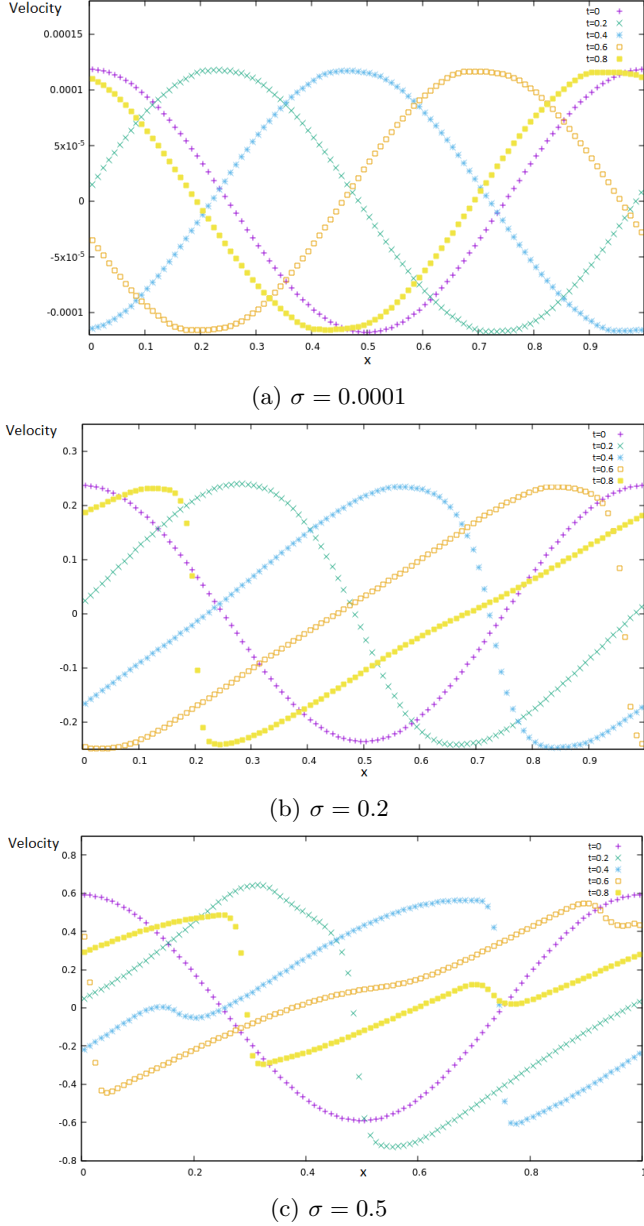 Velocity
t=0
t=0.2
t=0.4
t=0.6
t=0.8
0.00015
0.0001
5x10⁻⁵
0
-5x10⁻⁵
-0.0001
0 0.1 0.2 0.3 0.4 0.5 0.6 0.7 0.8 0.9
x
(a) σ = 0.0001
Velocity
t=0
t=0.2
t=0.4
t=0.6
t=0.8
0.3
0.2
0.1
0
-0.1
-0.2
0 0.1 0.2 0.3 0.4 0.5 0.6 0.7 0.8 0.9
x
(b) σ = 0.2
Velocity
t=0
t=0.2
t=0.4
t=0.6
t=0.8
0.8
0.6
0.4
0.2
0
-0.2
-0.4
-0.6
-0.8
0 0.2 0.4 x 0.6 0.8 1
(c) σ = 0.5